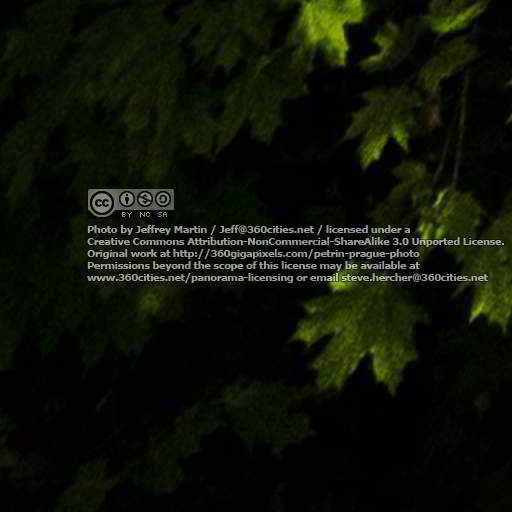 cc
BY NC SA
Photo by Jeffrey Martin / Jeff@360cities.net / licensed under a
Creative Commons Attribution-NonCommercial-ShareAlike 3.0 Unported License.
Original work at http://360gigapixels.com/petrin-prague-photo
Permissions beyond the scope of this license may be available at
www.360cities.net/panorama-licensing or email steve.hercher@360cities.net